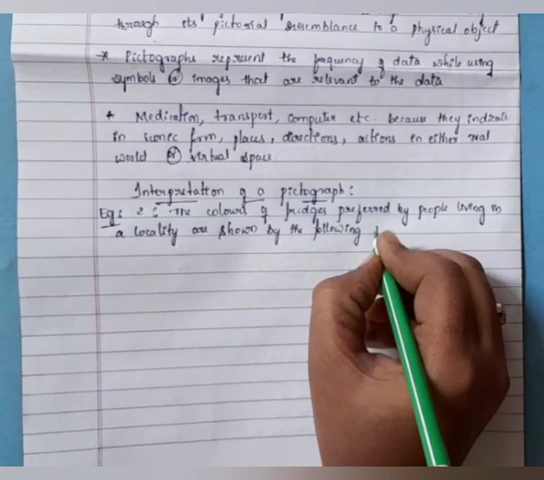 through its' pictorial resemblance to a physical object
* Pictographs represent the frequency of data while using
symbols (or) images that are relevant to the data
* Medication, transport, computer etc. because they indicate
in iconic form, places, directions, actions in either real
world (or) virtual space
Interpretation of a pictograph:
Eg: 2: The colours of fridges preferred by people living in
a locality are shown by the following